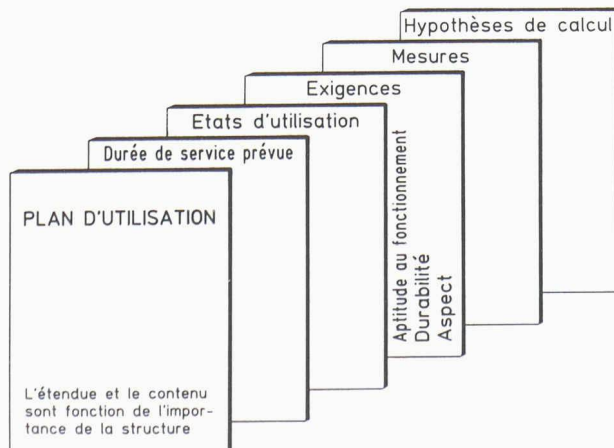 Hypothèses de calcul
Mesures
Exigences
Etats d'utilisation
Durée de service prévue
PLAN D'UTILISATION
Aptitude au fonctionnement
Durabilité
Aspect
L'étendue et le contenu
sont fonction de l'impor-
tance de la structure